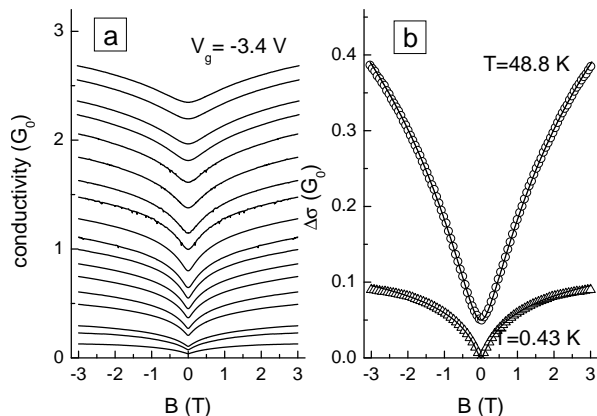 a
V_g = -3.4 V
conductivity (G_0)
3
2
1
0
-3 -2 -1 0 1 2 3
B (T)
b
T=48.8 K
Δσ (G_0)
0.4
0.3
0.2
0.1
0.0
T=0.43 K
-3 -2 -1 0 1 2 3
B (T)